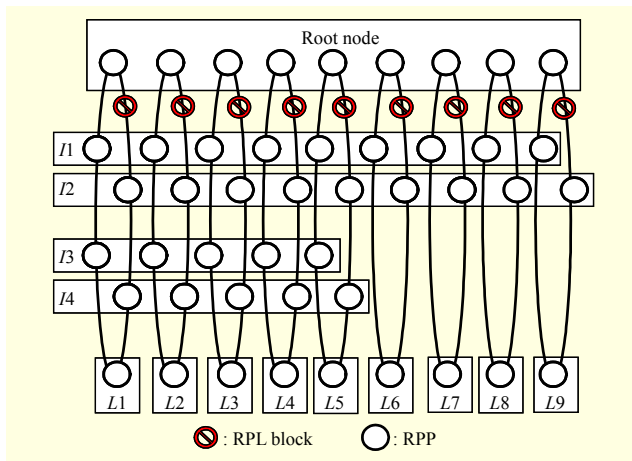 Root node
I1
I2
I3
I4
L1 L2 L3 L4 L5 L6 L7 L8 L9
: RPL block : RPP